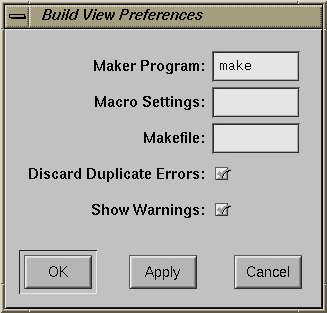 Build View Preferences
Maker Program: make
Macro Settings:
Makefile:
Discard Duplicate Errors:
Show Warnings:
OK Apply Cancel